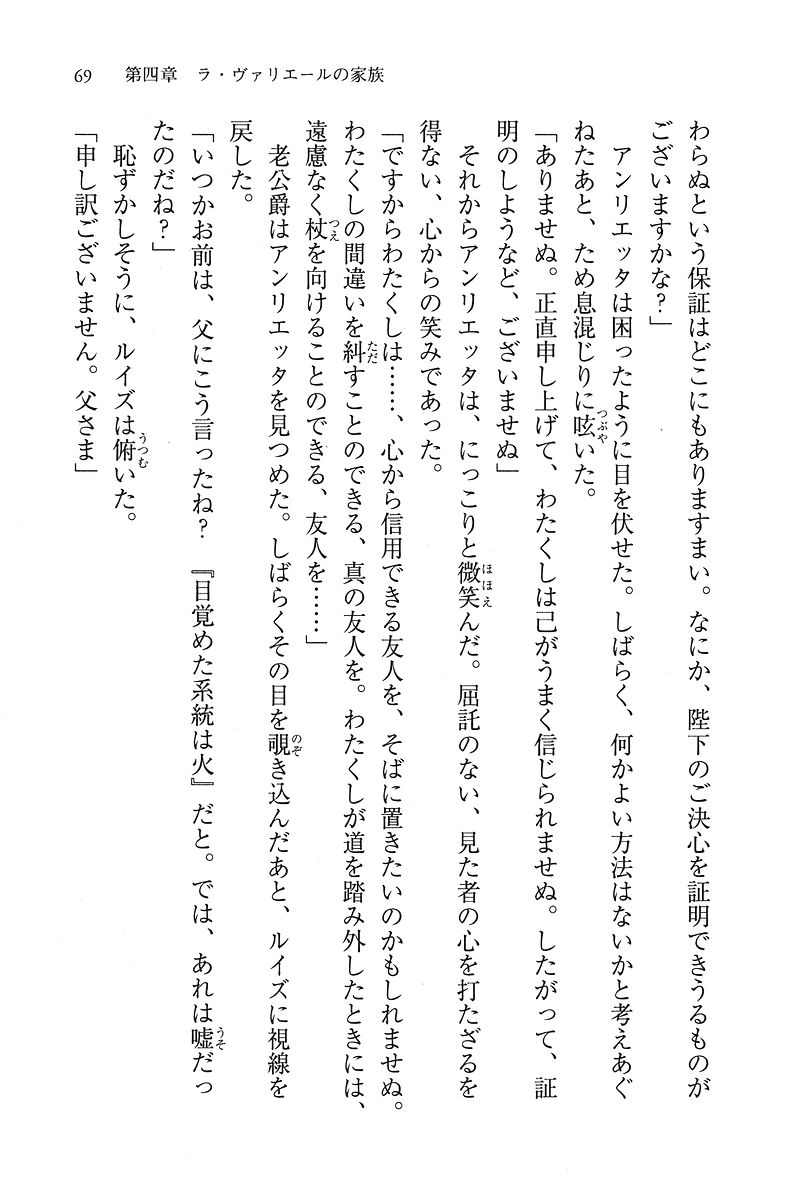 69 第四章 ラ・ヴァリエールの家族
わらぬという保証はどこにもありますまい。なにか、陛下のご決心を証明できうるものが
ございますかな？」
アンリエッタは困ったように目を伏せた。しばらく、何かよい方法はないかと考えあぐ
ねたあと、ため息混じりに呟いた。
「ありませぬ。正直申し上げて、わたくしは己がうまく信じられませぬ。したがって、証
明のしようなど、ございませぬ」
それからアンリエッタは、にっこりと微笑んだ。屈託のない、見た者の心を打たざるを
得ない、心からの笑みであった。
「ですからわたくしは……、心から信用できる友人を、そばに置きたいのかもしれませぬ。
わたくしの間違いを糾すことのできる、真の友人を。わたくしが道を踏み外したときには、
遠慮なく杖を向けることのできる、友人を……」
老公爵はアンリエッタを見つめた。しばらくその目を覗き込んだあと、ルイズに視線を
戻した。
「いつかお前は、父にこう言ったね？　『目覚めた系統は火』だと。では、あれは嘘だっ
たのだね？」
恥ずかしそうに、ルイズは俯いた。
「申し訳ございません。父さま」